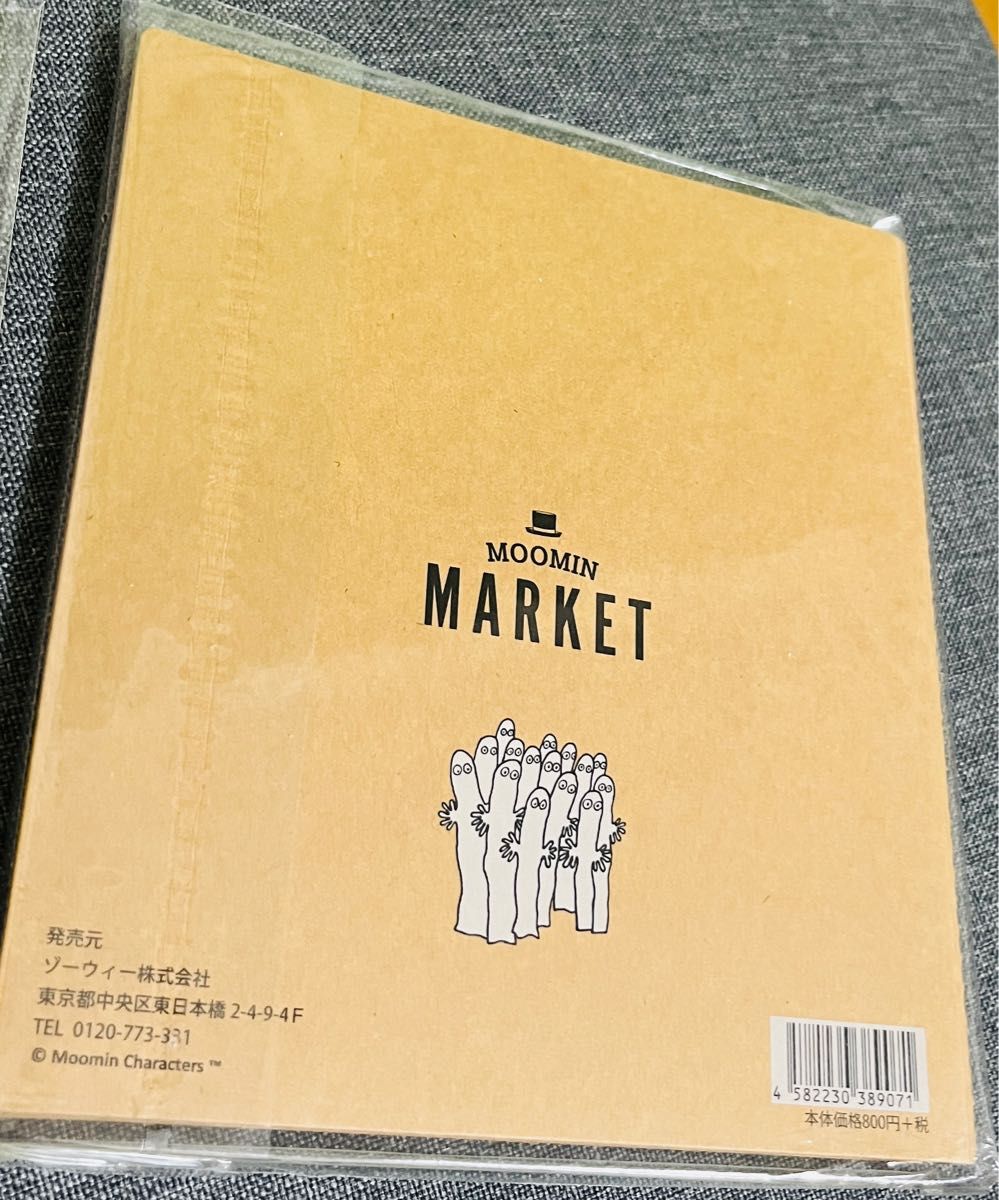 MOOMIN
MARKET
発売元
ゾーウィー株式会社
東京都中央区東日本橋 2-4-9-4F
TEL 0120-773-331
© Moomin Characters ™
4 582230 389071
本体価格800円+税